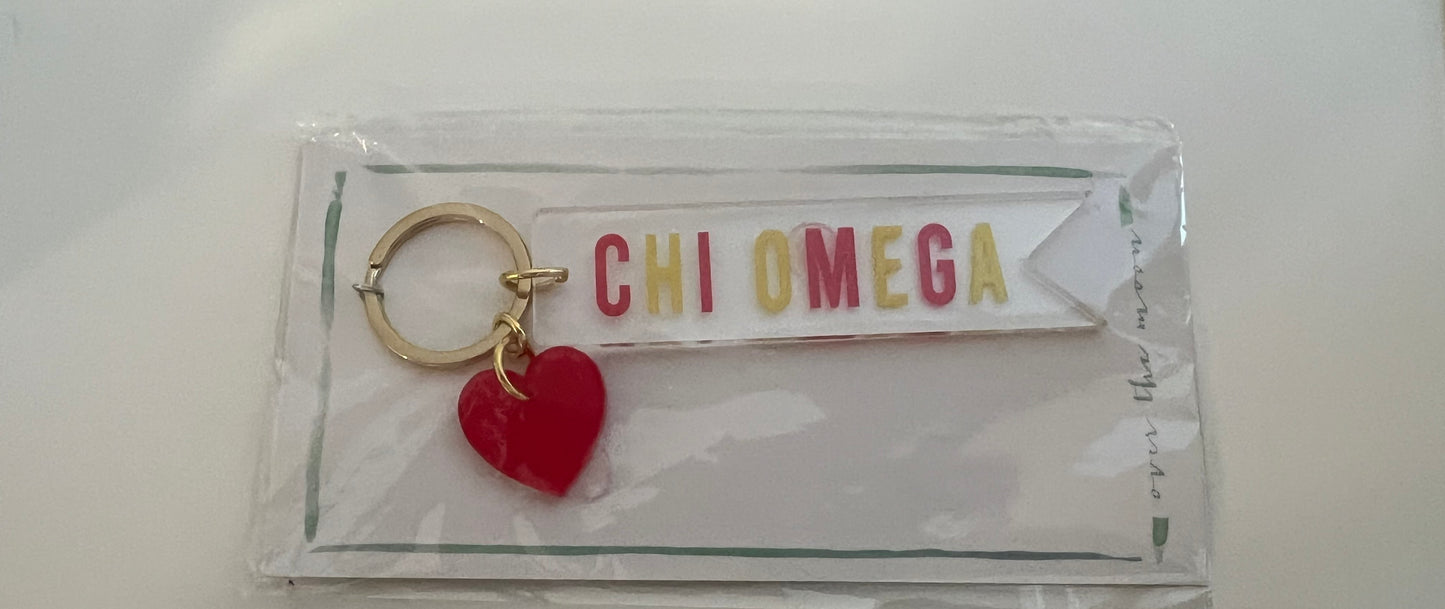 CHI OMEGA
over the moon